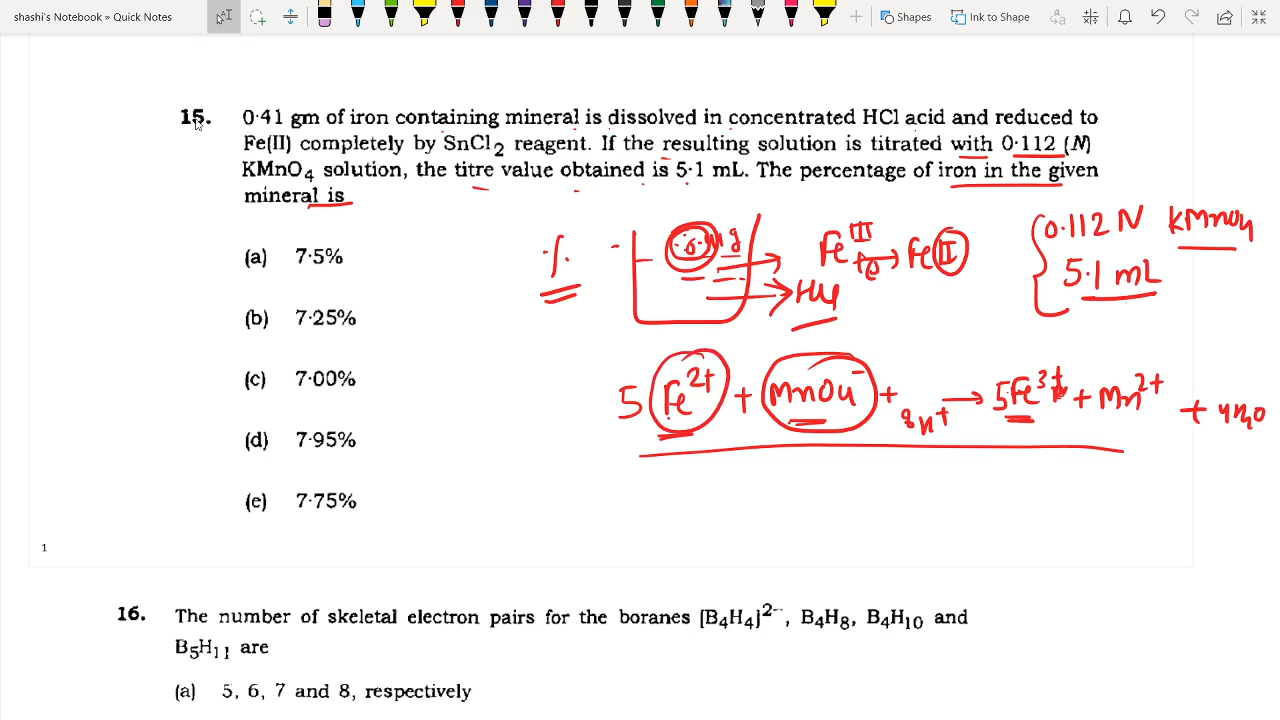 shashi's Notebook » Quick Notes
Shapes
Ink to Shape
15. 0·41 gm of iron containing mineral is dissolved in concentrated HCl acid and reduced to
Fe(II) completely by SnCl2 reagent. If the resulting solution is titrated with 0·112 (N)
KMnO4 solution, the titre value obtained is 5·1 mL. The percentage of iron in the given
mineral is
(a) 7·5%
(b) 7·25%
(c) 7·00%
(d) 7·95%
(e) 7·75%
Fe III → Fe II
0.112 N KMnO4
5.1 mL
5 Fe2+ + MnO4- + 8H+ → 5Fe3+ + Mn2+ + 4H2O
1
16. The number of skeletal electron pairs for the boranes [B4H4]2-, B4H8, B4H10 and
B5H11 are
(a) 5, 6, 7 and 8, respectively